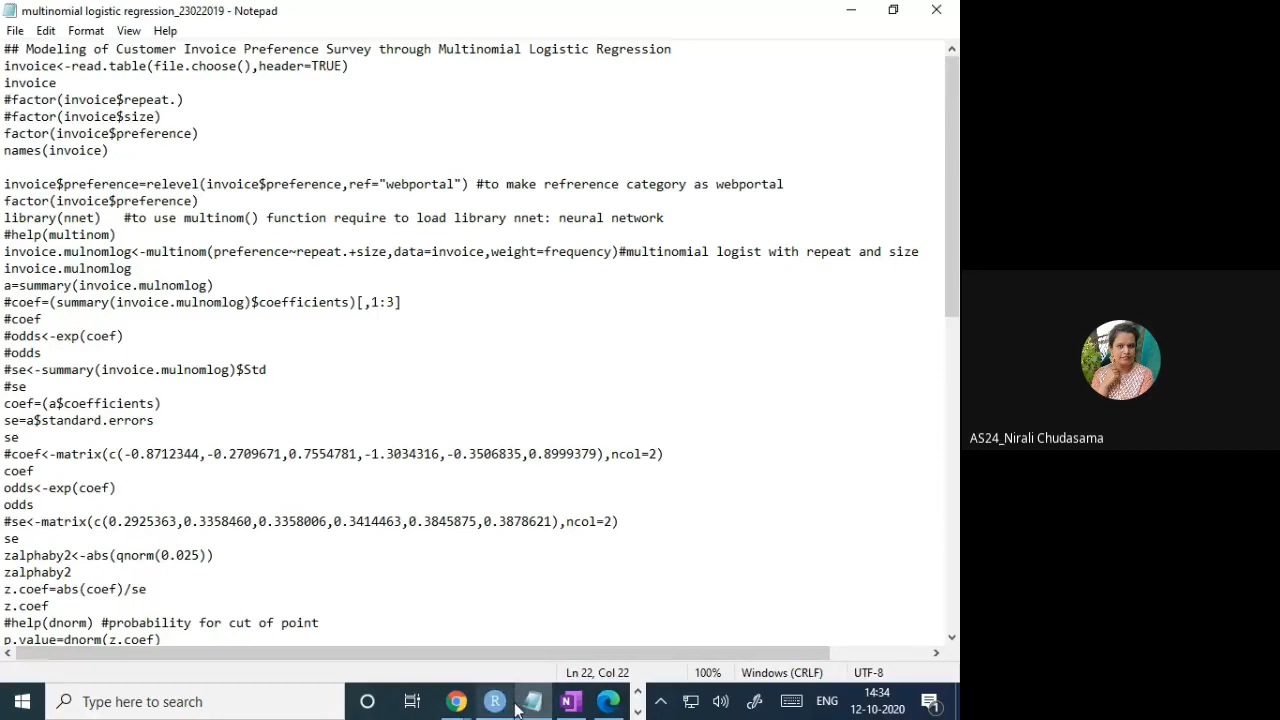 multinomial logistic regression_23022019 - Notepad
File Edit Format View Help
## Modeling of Customer Invoice Preference Survey through Multinomial Logistic Regression
invoice<-read.table(file.choose(),header=TRUE)
invoice
#factor(invoice$repeat.)
#factor(invoice$size)
factor(invoice$preference)
names(invoice)
invoice$preference=relevel(invoice$preference,ref="webportal") #to make refrerence category as webportal
factor(invoice$preference)
library(nnet)   #to use multinom() function require to load library nnet: neural network
#help(multinom)
invoice.mulnomlog<-multinom(preference~repeat.+size,data=invoice,weight=frequency)#multinomial logist with repeat and size
invoice.mulnomlog
a=summary(invoice.mulnomlog)
#coef=(summary(invoice.mulnomlog)$coefficients)[,1:3]
#coef
#odds<-exp(coef)
#odds
#se<-summary(invoice.mulnomlog)$Std
#se
coef=(a$coefficients)
se=a$standard.errors
se
#coef<-matrix(c(-0.8712344,-0.2709671,0.7554781,-1.3034316,-0.3506835,0.8999379),ncol=2)
coef
odds<-exp(coef)
odds
#se<-matrix(c(0.2925363,0.3358460,0.3358006,0.3414463,0.3845875,0.3878621),ncol=2)
se
zalphaby2<-abs(qnorm(0.025))
zalphaby2
z.coef=abs(coef)/se
z.coef
#help(dnorm) #probability for cut of point
p.value=dnorm(z.coef)
Ln 22, Col 22 100% Windows (CRLF) UTF-8
Type here to search
ENG
14:34
12-10-2020
1
AS24_Nirali Chudasama